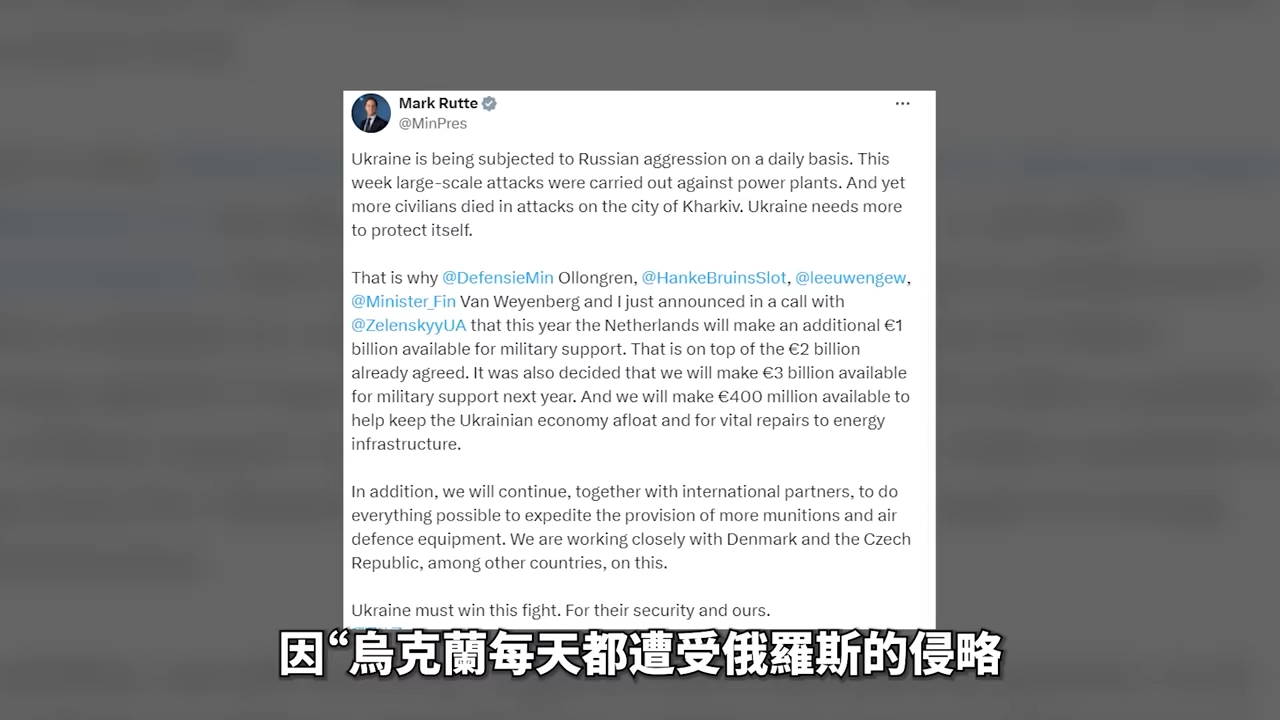 Mark Rutte
@MinPres
Ukraine is being subjected to Russian aggression on a daily basis. This
week large-scale attacks were carried out against power plants. And yet
more civilians died in attacks on the city of Kharkiv. Ukraine needs more
to protect itself.
That is why @DefensieMin Ollongren, @HankeBruinsSlot, @leeuwengew,
@Minister_Fin Van Weyenberg and I just announced in a call with
@ZelenskyyUA that this year the Netherlands will make an additional €1
billion available for military support. That is on top of the €2 billion
already agreed. It was also decided that we will make €3 billion available
for military support next year. And we will make €400 million available to
help keep the Ukrainian economy afloat and for vital repairs to energy
infrastructure.
In addition, we will continue, together with international partners, to do
everything possible to expedite the provision of more munitions and air
defence equipment. We are working closely with Denmark and the Czech
Republic, among other countries, on this.
Ukraine must win this fight. For their security and ours.
因“烏克蘭每天都遭受俄羅斯的侵略